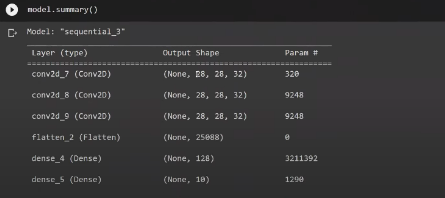 model.summary()
Model: "sequential_3"
Layer (type) Output Shape Param #
conv2d_7 (Conv2D) (None, 28, 28, 32) 320
conv2d_8 (Conv2D) (None, 28, 28, 32) 9248
conv2d_9 (Conv2D) (None, 28, 28, 32) 9248
flatten_2 (Flatten) (None, 25088) 0
dense_4 (Dense) (None, 128) 3211392
dense_5 (Dense) (None, 10) 1290